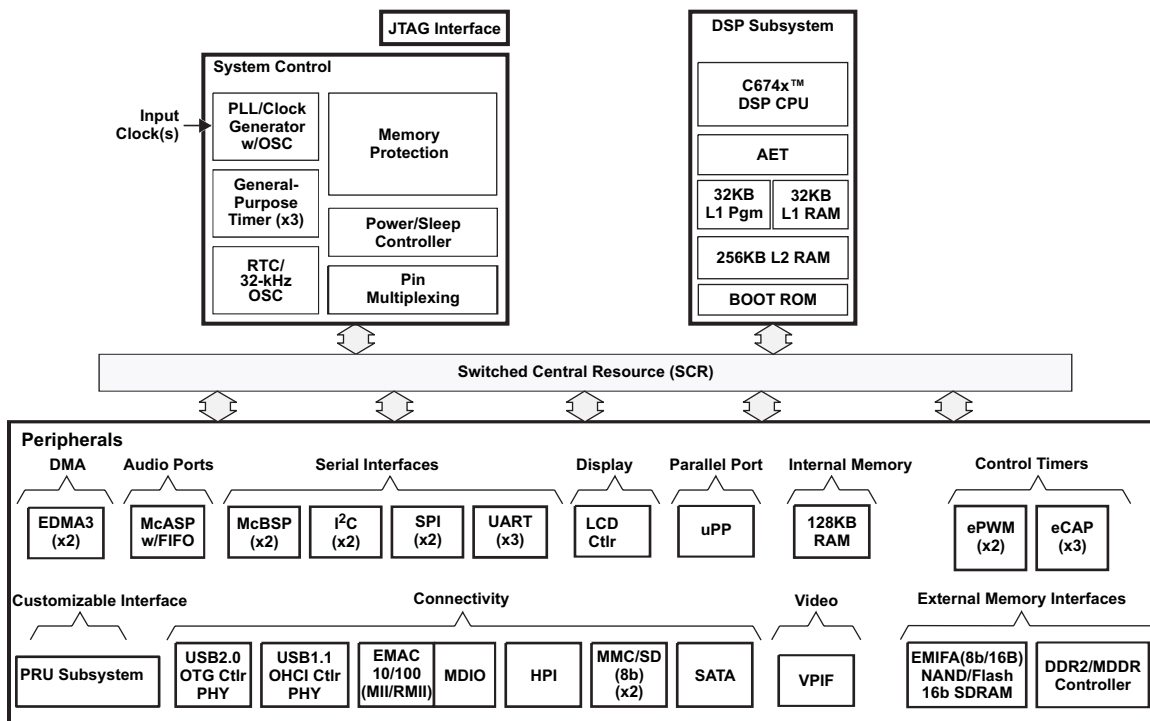 JTAG Interface
DSP Subsystem
System Control
Input
Clock(s)
PLL/Clock
Generator
w/OSC
General-
Purpose
Timer (x3)
RTC/
32-kHz
OSC
Memory
Protection
Power/Sleep
Controller
Pin
Multiplexing
C674x™
DSP CPU
AET
32KB
L1 Pgm
32KB
L1 RAM
256KB L2 RAM
BOOT ROM
Switched Central Resource (SCR)
Peripherals
DMA
Audio Ports
Serial Interfaces
Display
Parallel Port
Internal Memory
Control Timers
EDMA3
(x2)
McASP
w/FIFO
McBSP
(x2)
I²C
(x2)
SPI
(x2)
UART
(x3)
LCD
Ctlr
uPP
128KB
RAM
ePWM
(x2)
eCAP
(x3)
Customizable Interface
Connectivity
Video
External Memory Interfaces
PRU Subsystem
USB2.0
OTG Ctlr
PHY
USB1.1
OHCI Ctlr
PHY
EMAC
10/100
(MII/RMII)
MDIO
HPI
MMC/SD
(8b)
(x2)
SATA
VPIF
EMIFA(8b/16B)
NAND/Flash
16b SDRAM
DDR2/MDDR
Controller